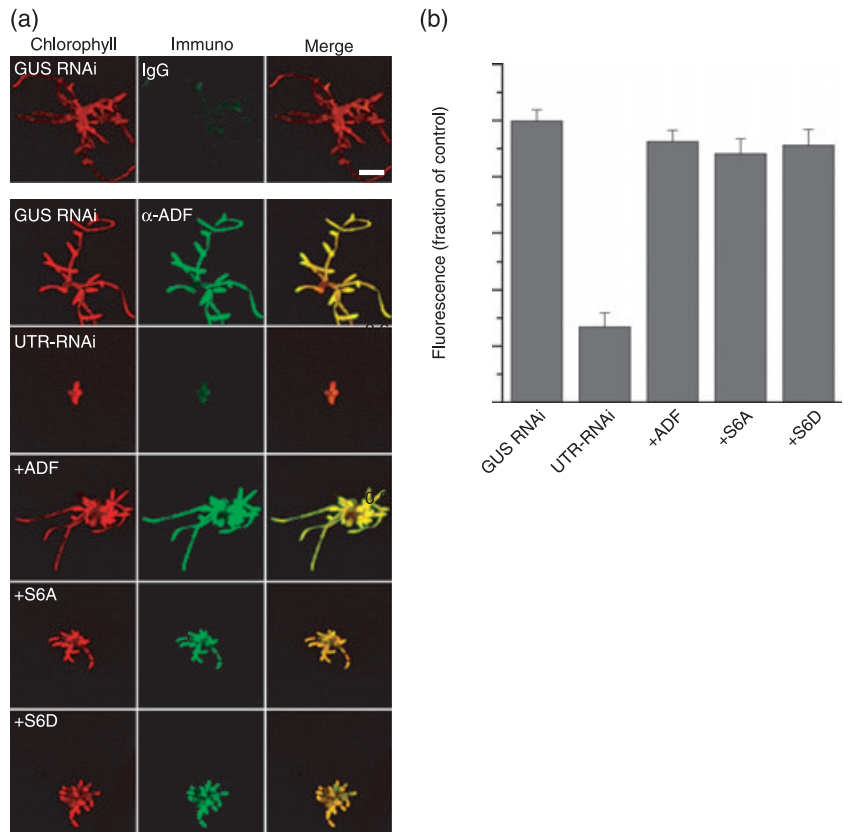 (a)
Chlorophyll Immuno Merge
GUS RNAi IgG
GUS RNAi α-ADF
UTR-RNAi
+ADF
+S6A
+S6D
(b)
Fluorescence (fraction of control)
GUS RNAi
UTR-RNAi
+ADF
+S6A
+S6D